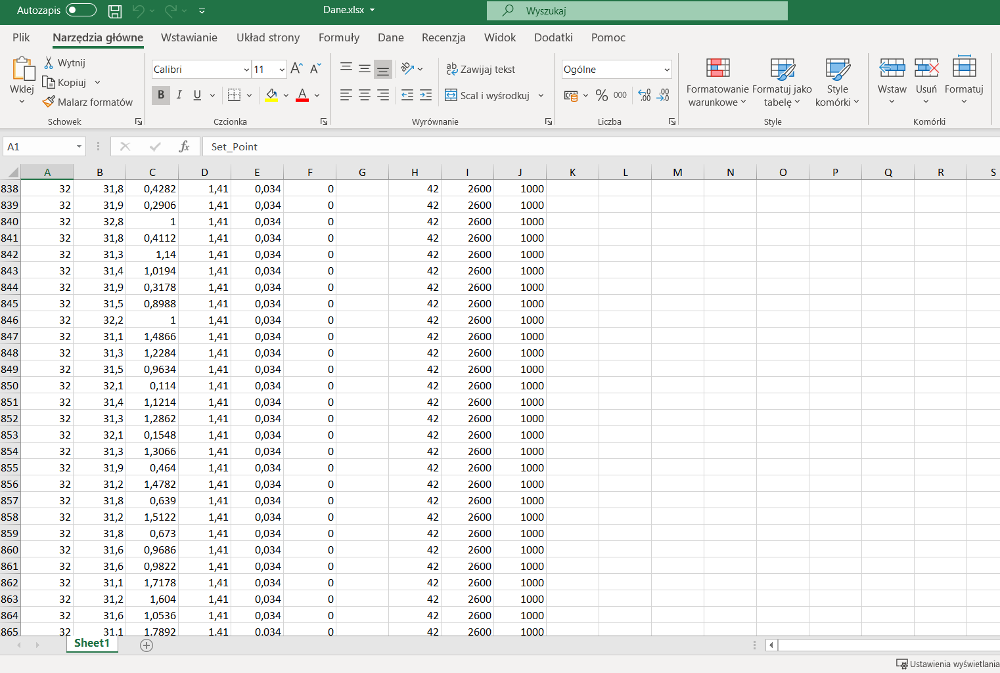 Autozapis Dane.xlsx Wyszukaj
Plik Narzędzia główne Wstawianie Układ strony Formuły Dane Recenzja Widok Dodatki Pomoc
Wklej Wytnij Kopiuj Malarz formatów
Schowek
Calibri 11
B I U A
Czcionka
Zawijaj tekst
Scal i wyśrodkuj
Wyrównanie
Ogólne
% 000
Liczba
Formatowanie warunkowe Formatuj jako tabelę Style komórki
Style
Wstaw Usuń Formatuj
Komórki
A1 fx Set_Point
A B C D E F G H I J K L M N O P Q R S
838 32 31,8 0,4282 1,41 0,034 0 42 2600 1000
839 32 31,9 0,2906 1,41 0,034 0 42 2600 1000
840 32 32,8 1 1,41 0,034 0 42 2600 1000
841 32 31,8 0,4112 1,41 0,034 0 42 2600 1000
842 32 31,3 1,14 1,41 0,034 0 42 2600 1000
843 32 31,4 1,0194 1,41 0,034 0 42 2600 1000
844 32 31,9 0,3178 1,41 0,034 0 42 2600 1000
845 32 31,5 0,8988 1,41 0,034 0 42 2600 1000
846 32 32,2 1 1,41 0,034 0 42 2600 1000
847 32 31,1 1,4866 1,41 0,034 0 42 2600 1000
848 32 31,3 1,2284 1,41 0,034 0 42 2600 1000
849 32 31,5 0,9634 1,41 0,034 0 42 2600 1000
850 32 32,1 0,114 1,41 0,034 0 42 2600 1000
851 32 31,4 1,1214 1,41 0,034 0 42 2600 1000
852 32 31,3 1,2862 1,41 0,034 0 42 2600 1000
853 32 32,1 0,1548 1,41 0,034 0 42 2600 1000
854 32 31,3 1,3066 1,41 0,034 0 42 2600 1000
855 32 31,9 0,464 1,41 0,034 0 42 2600 1000
856 32 31,2 1,4782 1,41 0,034 0 42 2600 1000
857 32 31,8 0,639 1,41 0,034 0 42 2600 1000
858 32 31,2 1,5122 1,41 0,034 0 42 2600 1000
859 32 31,8 0,673 1,41 0,034 0 42 2600 1000
860 32 31,6 0,9686 1,41 0,034 0 42 2600 1000
861 32 31,6 0,9822 1,41 0,034 0 42 2600 1000
862 32 31,1 1,7178 1,41 0,034 0 42 2600 1000
863 32 31,2 1,604 1,41 0,034 0 42 2600 1000
864 32 31,6 1,0536 1,41 0,034 0 42 2600 1000
865 32 31,1 1,7892 1,41 0,034 0 42 2600 1000
Sheet1
Ustawienia wyświetlania